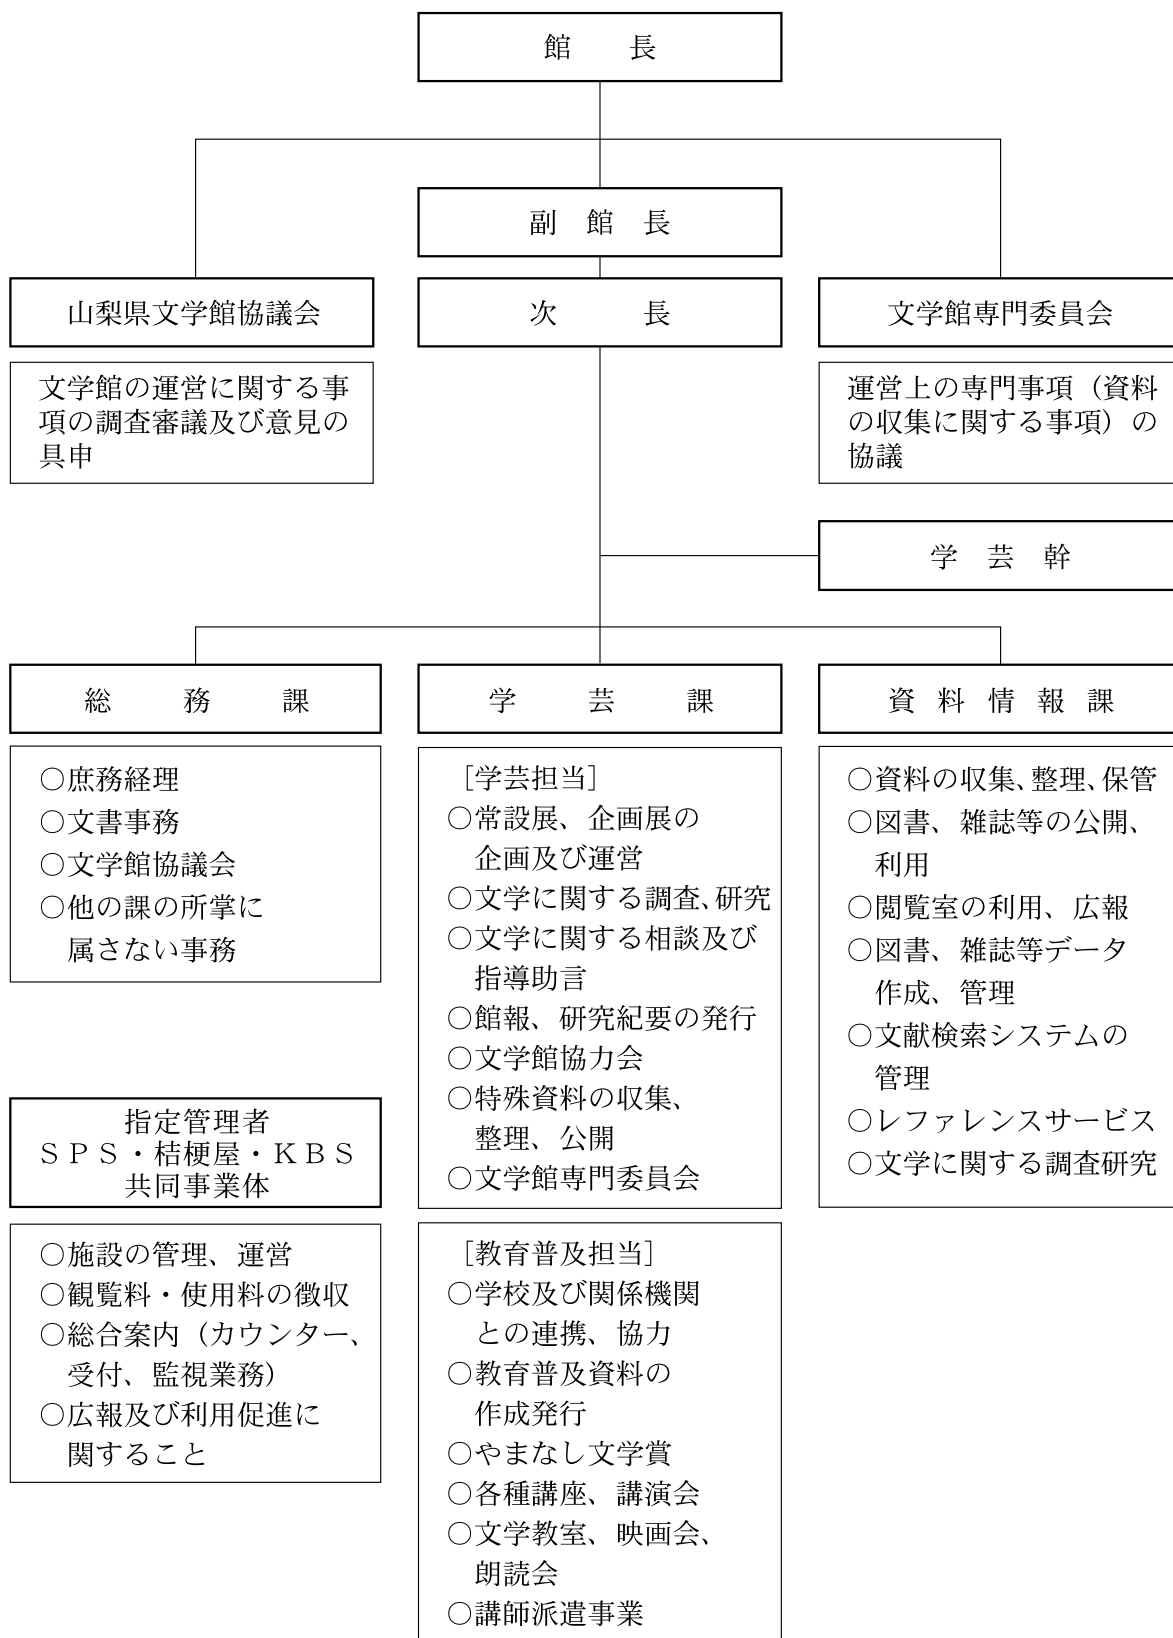 館　長
副　館　長
山梨県文学館協議会
次　長
文学館専門委員会
文学館の運営に関する事
項の調査審議及び意見の
具申
運営上の専門事項（資料
の収集に関する事項）の
協議
学　芸　幹
総　務　課
○庶務経理
○文書事務
○文学館協議会
○他の課の所掌に
属さない事務
指定管理者
ＳＰＳ・桔梗屋・ＫＢＳ
共同事業体
○施設の管理、運営
○観覧料・使用料の徴収
○総合案内（カウンター、
受付、監視業務）
○広報及び利用促進に
関すること
学　芸　課
［学芸担当］
○常設展、企画展の
企画及び運営
○文学に関する調査、研究
○文学に関する相談及び
指導助言
○館報、研究紀要の発行
○文学館協力会
○特殊資料の収集、
整理、公開
○文学館専門委員会
［教育普及担当］
○学校及び関係機関
との連携、協力
○教育普及資料の
作成発行
○やまなし文学賞
○各種講座、講演会
○文学教室、映画会、
朗読会
○講師派遣事業
資　料　情　報　課
○資料の収集、整理、保管
○図書、雑誌等の公開、
利用
○閲覧室の利用、広報
○図書、雑誌等データ
作成、管理
○文献検索システムの
管理
○レファレンスサービス
○文学に関する調査研究